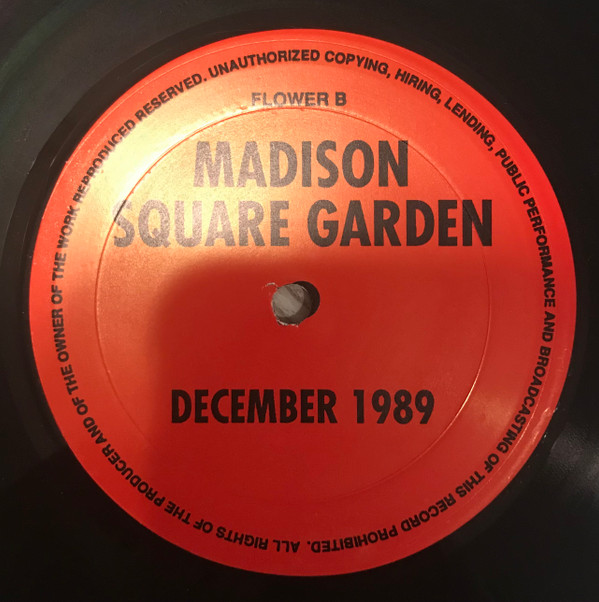 FLOWER B
MADISON
SQUARE GARDEN
DECEMBER 1989
ALL RIGHTS OF THE PRODUCER AND OF THE OWNER OF THE WORK REPRODUCED RESERVED. UNAUTHORIZED COPYING, HIRING, LENDING, PUBLIC PERFORMANCE AND BROADCASTING OF THIS RECORD PROHIBITED.